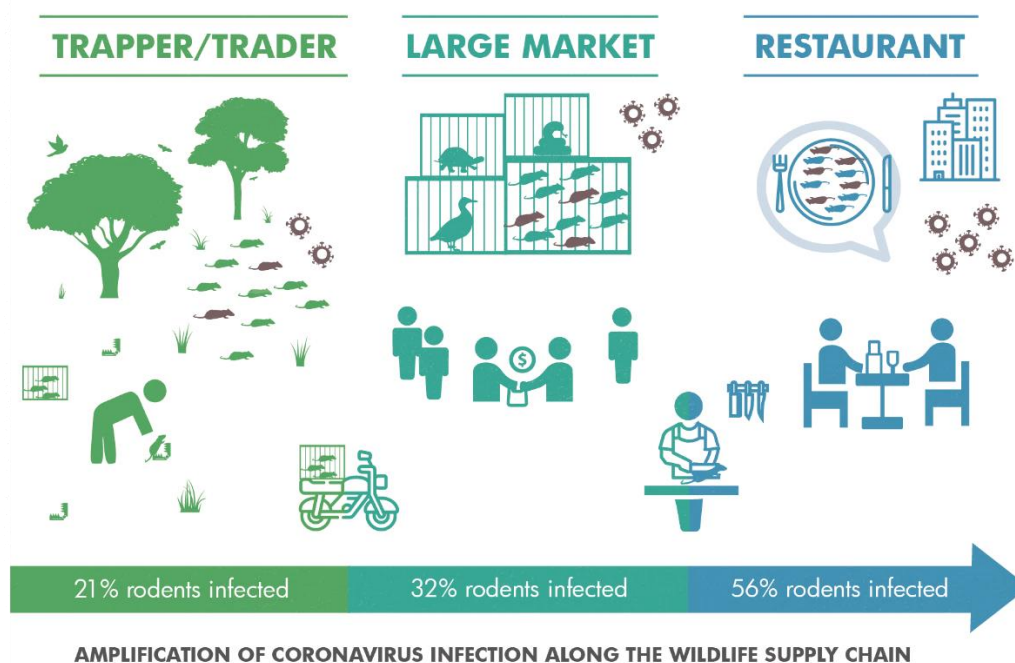 TRAPPER/TRADER
LARGE MARKET
RESTAURANT
$
21% rodents infected
32% rodents infected
56% rodents infected
AMPLIFICATION OF CORONAVIRUS INFECTION ALONG THE WILDLIFE SUPPLY CHAIN